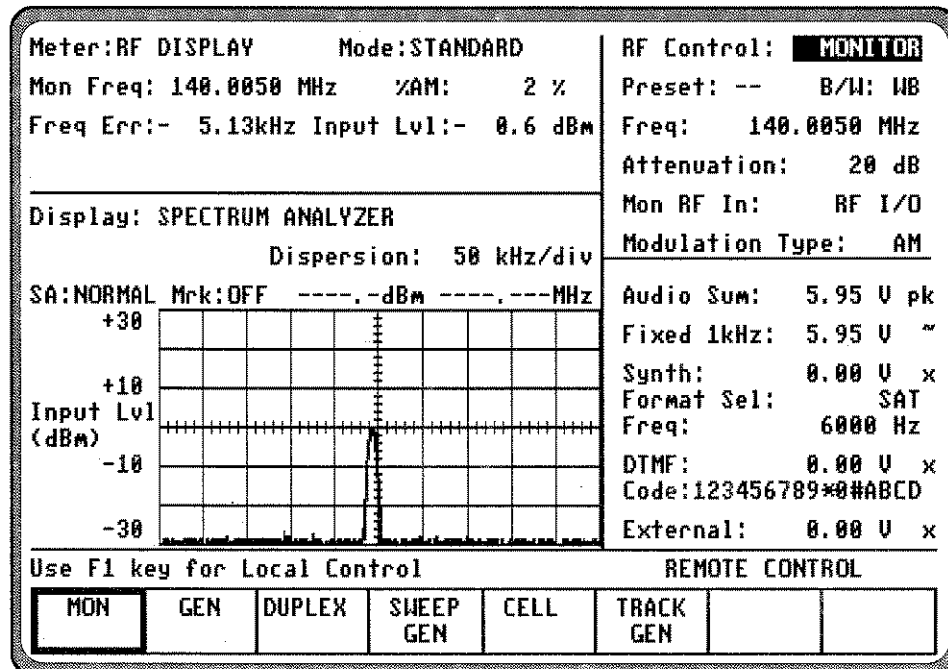 Meter:RF DISPLAY Mode:STANDARD
Mon Freq: 140.0050 MHz %AM: 2 %
Freq Err:- 5.13kHz Input Lvl:- 0.6 dBm
Display: SPECTRUM ANALYZER
Dispersion: 50 kHz/div
SA:NORMAL Mrk:OFF ----.-dBm ----.---MHz
+30
+10
Input Lvl
(dBm)
-10
-30
RF Control: MONITOR
Preset: -- B/W: WB
Freq: 140.0050 MHz
Attenuation: 20 dB
Mon RF In: RF I/O
Modulation Type: AM
Audio Sum: 5.95 V pk
Fixed 1kHz: 5.95 V ~
Synth: 0.00 V x
Format Sel: SAT
Freq: 6000 Hz
DTMF: 0.00 V x
Code:123456789*0#ABCD
External: 0.00 V x
Use F1 key for Local Control REMOTE CONTROL
MON GEN DUPLEX SWEEP CELL TRACK
GEN GEN